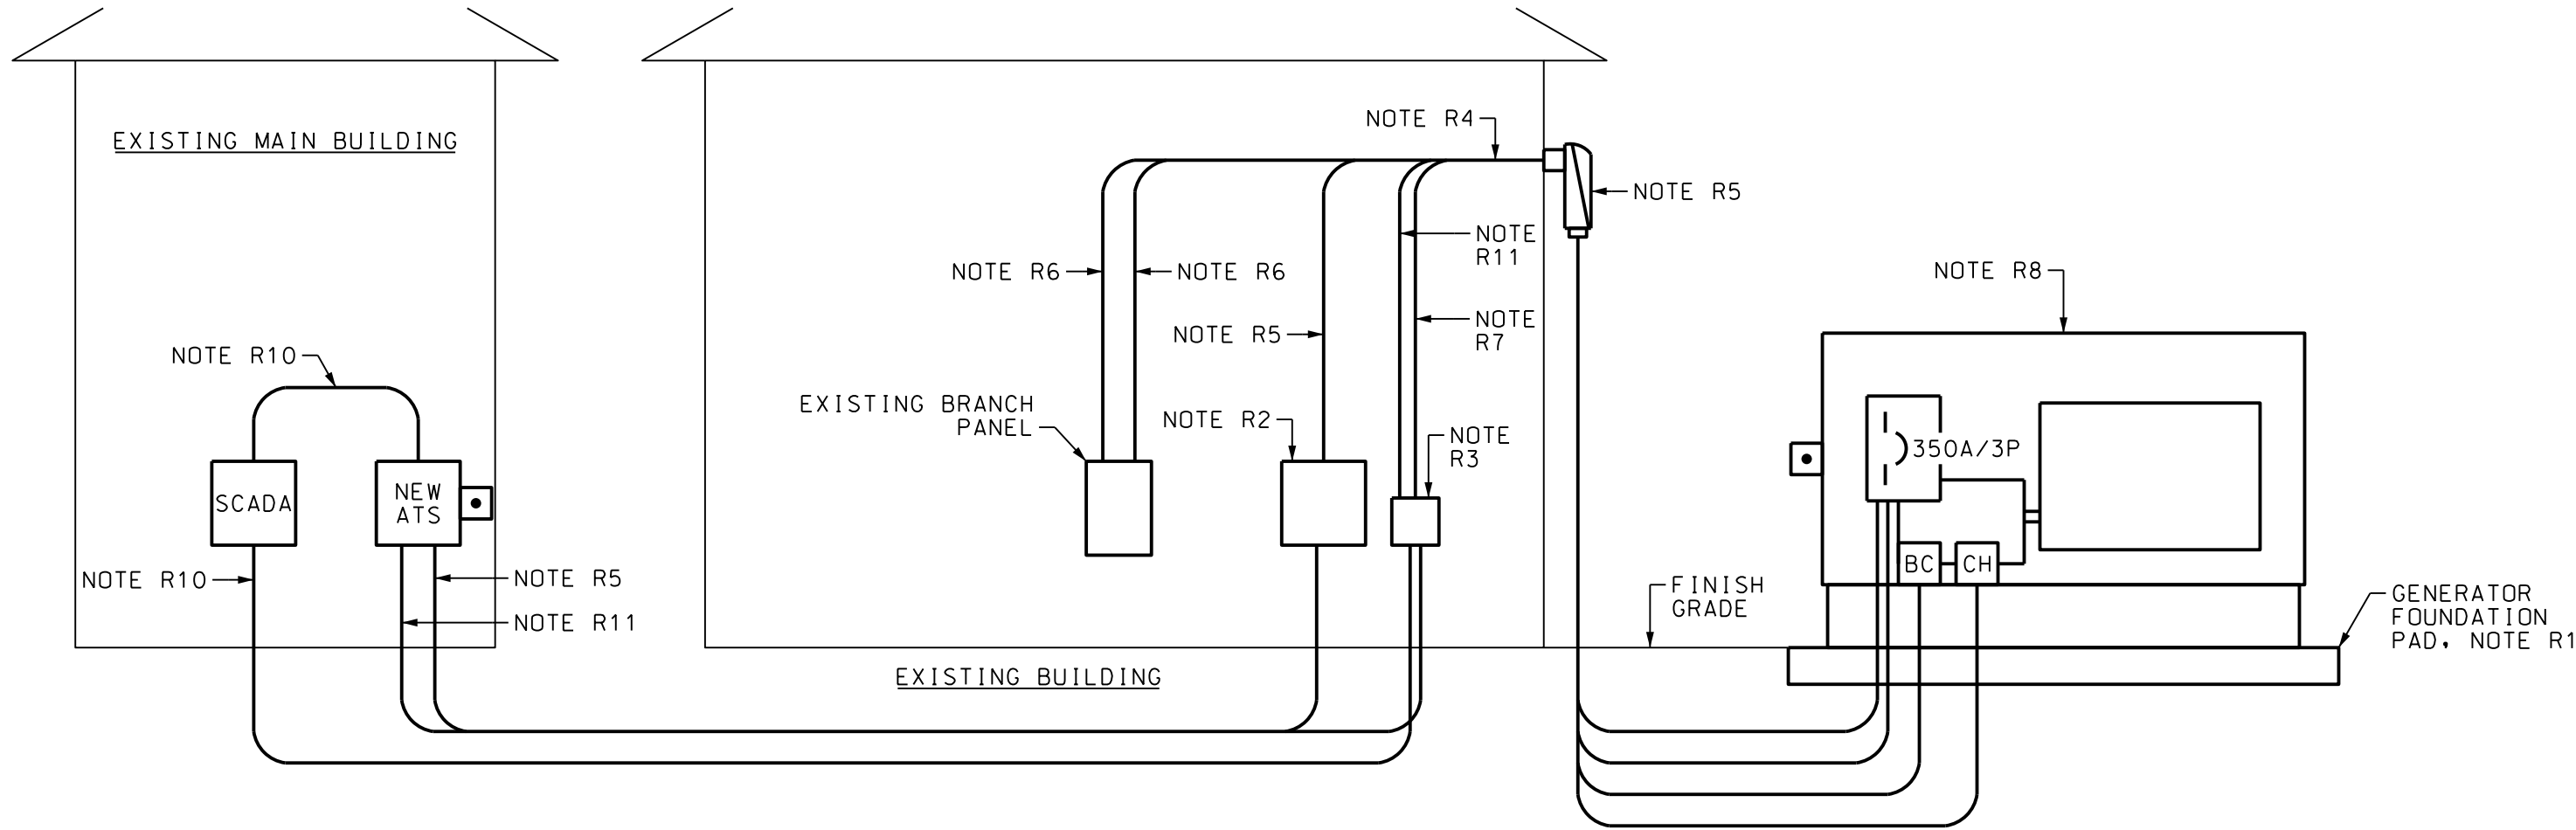 EXISTING MAIN BUILDING
NOTE R4
NOTE R5
NOTE
R11
NOTE R6
NOTE R6
NOTE R8
NOTE
R7
NOTE R5
NOTE R10
EXISTING BRANCH
PANEL
NOTE R2
NOTE
R3
350A/3P
SCADA
NEW
ATS
BC
CH
NOTE R10
NOTE R5
NOTE R11
FINISH
GRADE
GENERATOR
FOUNDATION
PAD, NOTE R1
EXISTING BUILDING